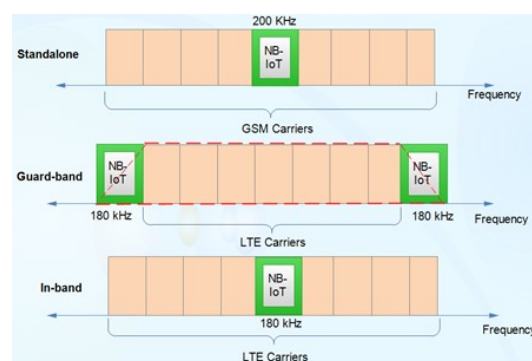 200 KHz
Standalone
NB-
IoT
Frequency
GSM Carriers
Guard-band
NB-
IoT
NB-
IoT
180 kHz
180 kHz
Frequency
LTE Carriers
In-band
NB-
IoT
180 kHz
Frequency
LTE Carriers